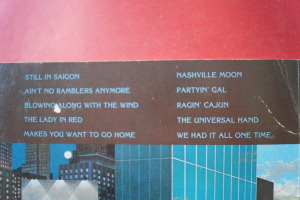 STILL IN SAIGON
AIN'T NO RAMBLERS ANYMORE
BLOWING ALONG WITH THE WIND
THE LADY IN RED
MAKES YOU WANT TO GO HOME
NASHVILLE MOON
PARTYIN' GAL
RAGIN' CAJUN
THE UNIVERSAL HAND
WE HAD IT ALL ONE TIME